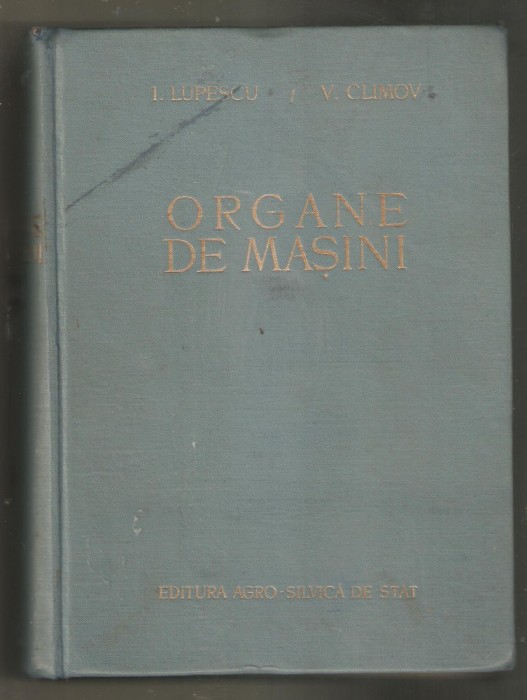 I. LUPESCU / V. CLIMOV
ORGANE
DE MAȘINI
EDITURA AGRO-SILVICĂ DE STAT